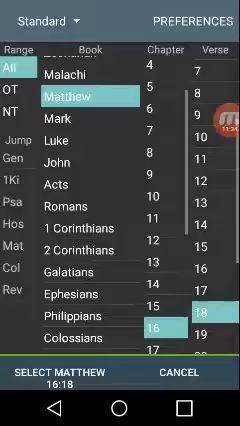 Standard PREFERENCES
Range Book Chapter Verse
All
OT
NT
Jump
Gen
1Ki
Psa
Hos
Mat
Col
Rev
Malachi
Matthew
Mark
Luke
John
Acts
Romans
1 Corinthians
2 Corinthians
Galatians
Ephesians
Philippians
Colossians
4
5
6
7
8
9
10
11
12
13
14
15
16
17
7
8
9
10
11
12
13
14
15
16
17
18
19
11:34
SELECT MATTHEW
16:18
CANCEL